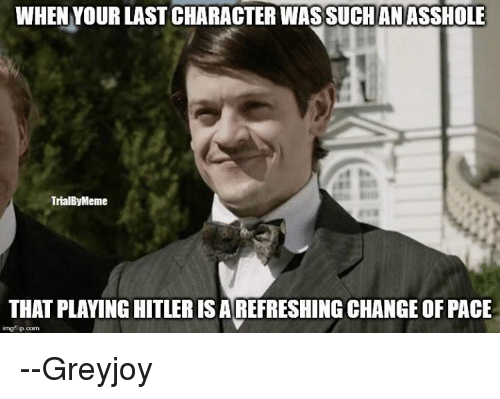 WHEN YOUR LAST CHARACTER WAS SUCH AN ASSHOLE
TrialByMeme
THAT PLAYING HITLER IS A REFRESHING CHANGE OF PACE
imgflip.com
--Greyjoy